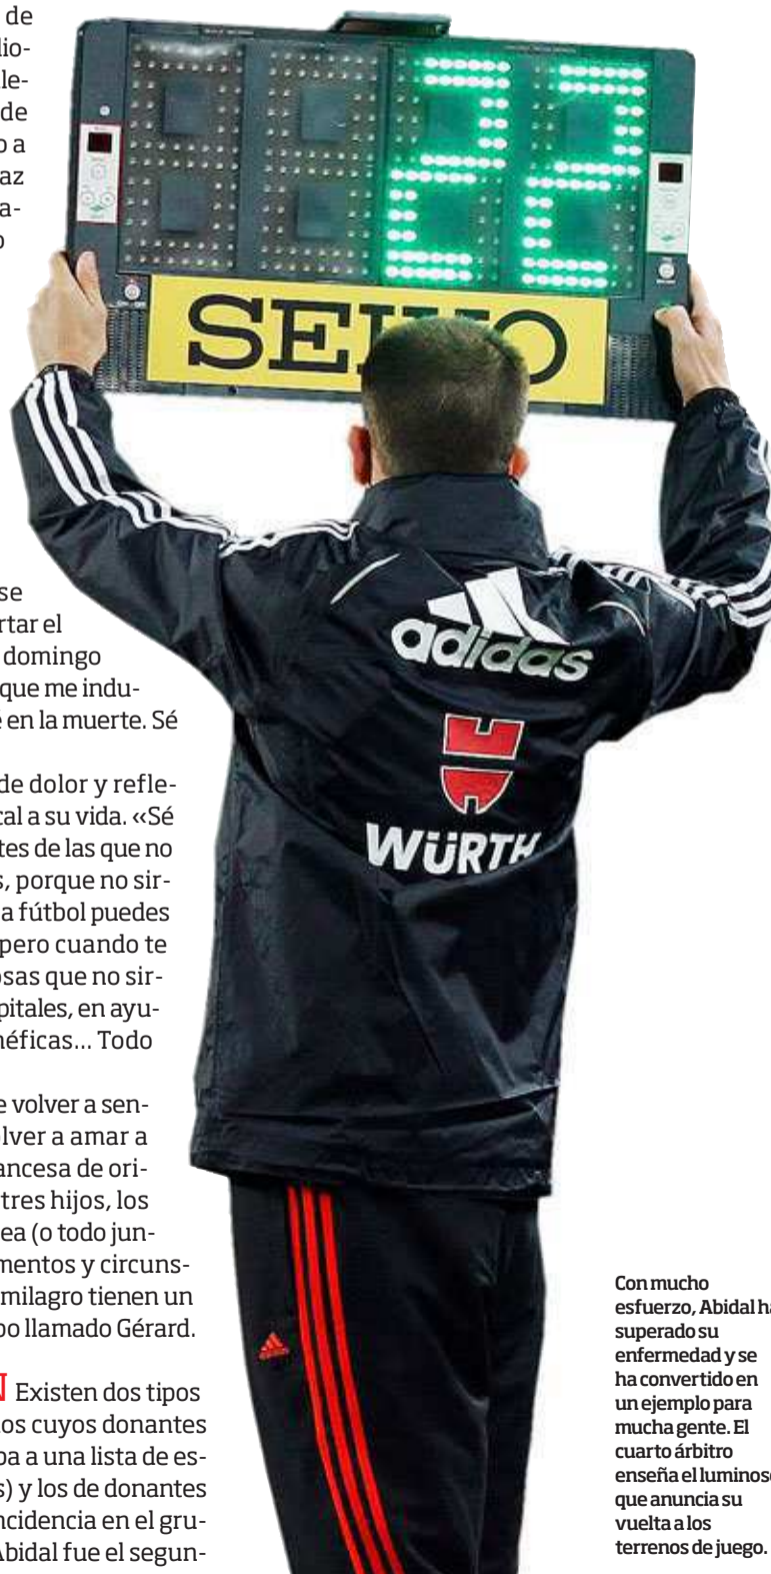 de
dio-
le-
de
o a
az
a-
o
22
SEIKO
se
rtar el
domingo
que me indu-
e en la muerte. Sé
de dolor y refle-
cal a su vida. «Sé
tes de las que no
s, porque no sir-
a fútbol puedes
pero cuando te
osas que no sir-
pitales, en ayu-
néficas... Todo
e volver a sen-
olver a amar a
ancesa de ori-
tres hijos, los
ea (o todo jun-
mentos y circuns-
milagro tienen un
po llamado Gérard.
N Existen dos tipos
los cuyos donantes
ba a una lista de es-
s) y los de donantes
ncidencia en el gru-
Abidal fue el segun-
adidas
WÜRTH
adidas
Con mucho
esfuerzo, Abidal ha
superado su
enfermedad y se
ha convertido en
un ejemplo para
mucha gente. El
cuarto árbitro
enseña el luminoso
que anuncia su
vuelta a los
terrenos de juego.